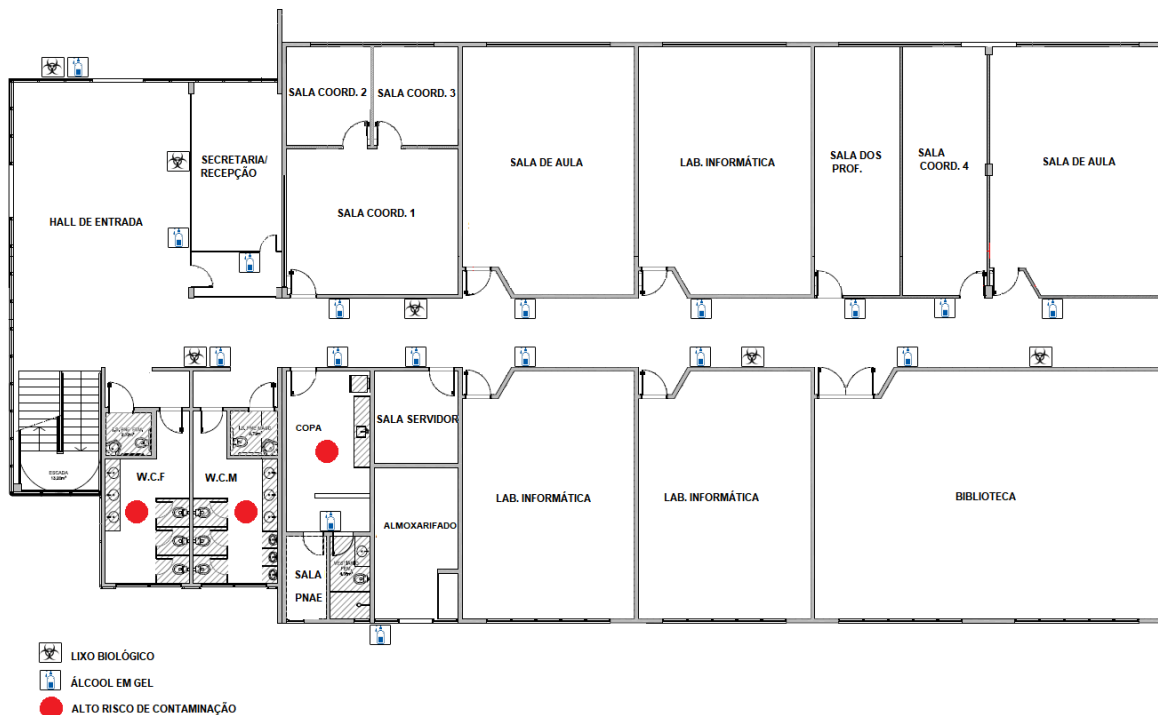 SALA COORD. 2
SALA COORD. 3
SECRETARIA/
RECEPÇÃO
SALA DE AULA
LAB. INFORMÁTICA
SALA DOS
PROF.
SALA
COORD. 4
SALA DE AULA
HALL DE ENTRADA
SALA COORD. 1
COPA
SALA SERVIDOR
ESCADA
W.C.F
W.C.M
LAB. INFORMÁTICA
LAB. INFORMÁTICA
BIBLIOTECA
ALMOXARIFADO
SALA
PNAE
LIXO BIOLÓGICO
ÁLCOOL EM GEL
ALTO RISCO DE CONTAMINAÇÃO